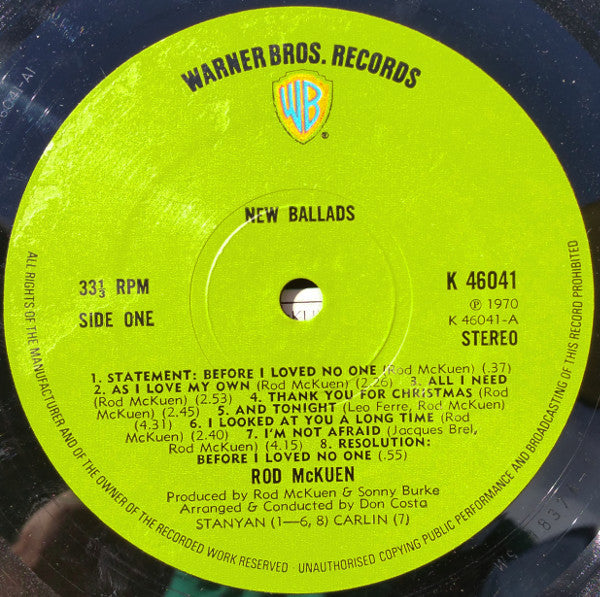 WARNER BROS. RECORDS
WB
®
NEW BALLADS
33⅓ RPM
SIDE ONE
K 46041
℗ 1970
K 46041-A
STEREO
1. STATEMENT: BEFORE I LOVED NO ONE (Rod McKuen) (.37)
2. AS I LOVE MY OWN (Rod McKuen) (2.26) 3. ALL I NEED
(Rod McKuen) (2.53) 4. THANK YOU FOR CHRISTMAS (Rod
McKuen) (2.45) 5. AND TONIGHT (Leo Ferre, Rod McKuen)
(4.31) 6. I LOOKED AT YOU A LONG TIME (Rod
McKuen) (2.40) 7. I'M NOT AFRAID (Jacques Brel,
Rod McKuen) (4.15) 8. RESOLUTION:
BEFORE I LOVED NO ONE (.55)
ROD McKUEN
Produced by Rod McKuen & Sonny Burke
Arranged & Conducted by Don Costa
STANYAN (1—6, 8) CARLIN (7)
ALL RIGHTS OF THE MANUFACTURER AND OF THE OWNER OF THE RECORDED WORK RESERVED · UNAUTHORISED COPYING PUBLIC PERFORMANCE AND BROADCASTING OF THIS RECORD PROHIBITED